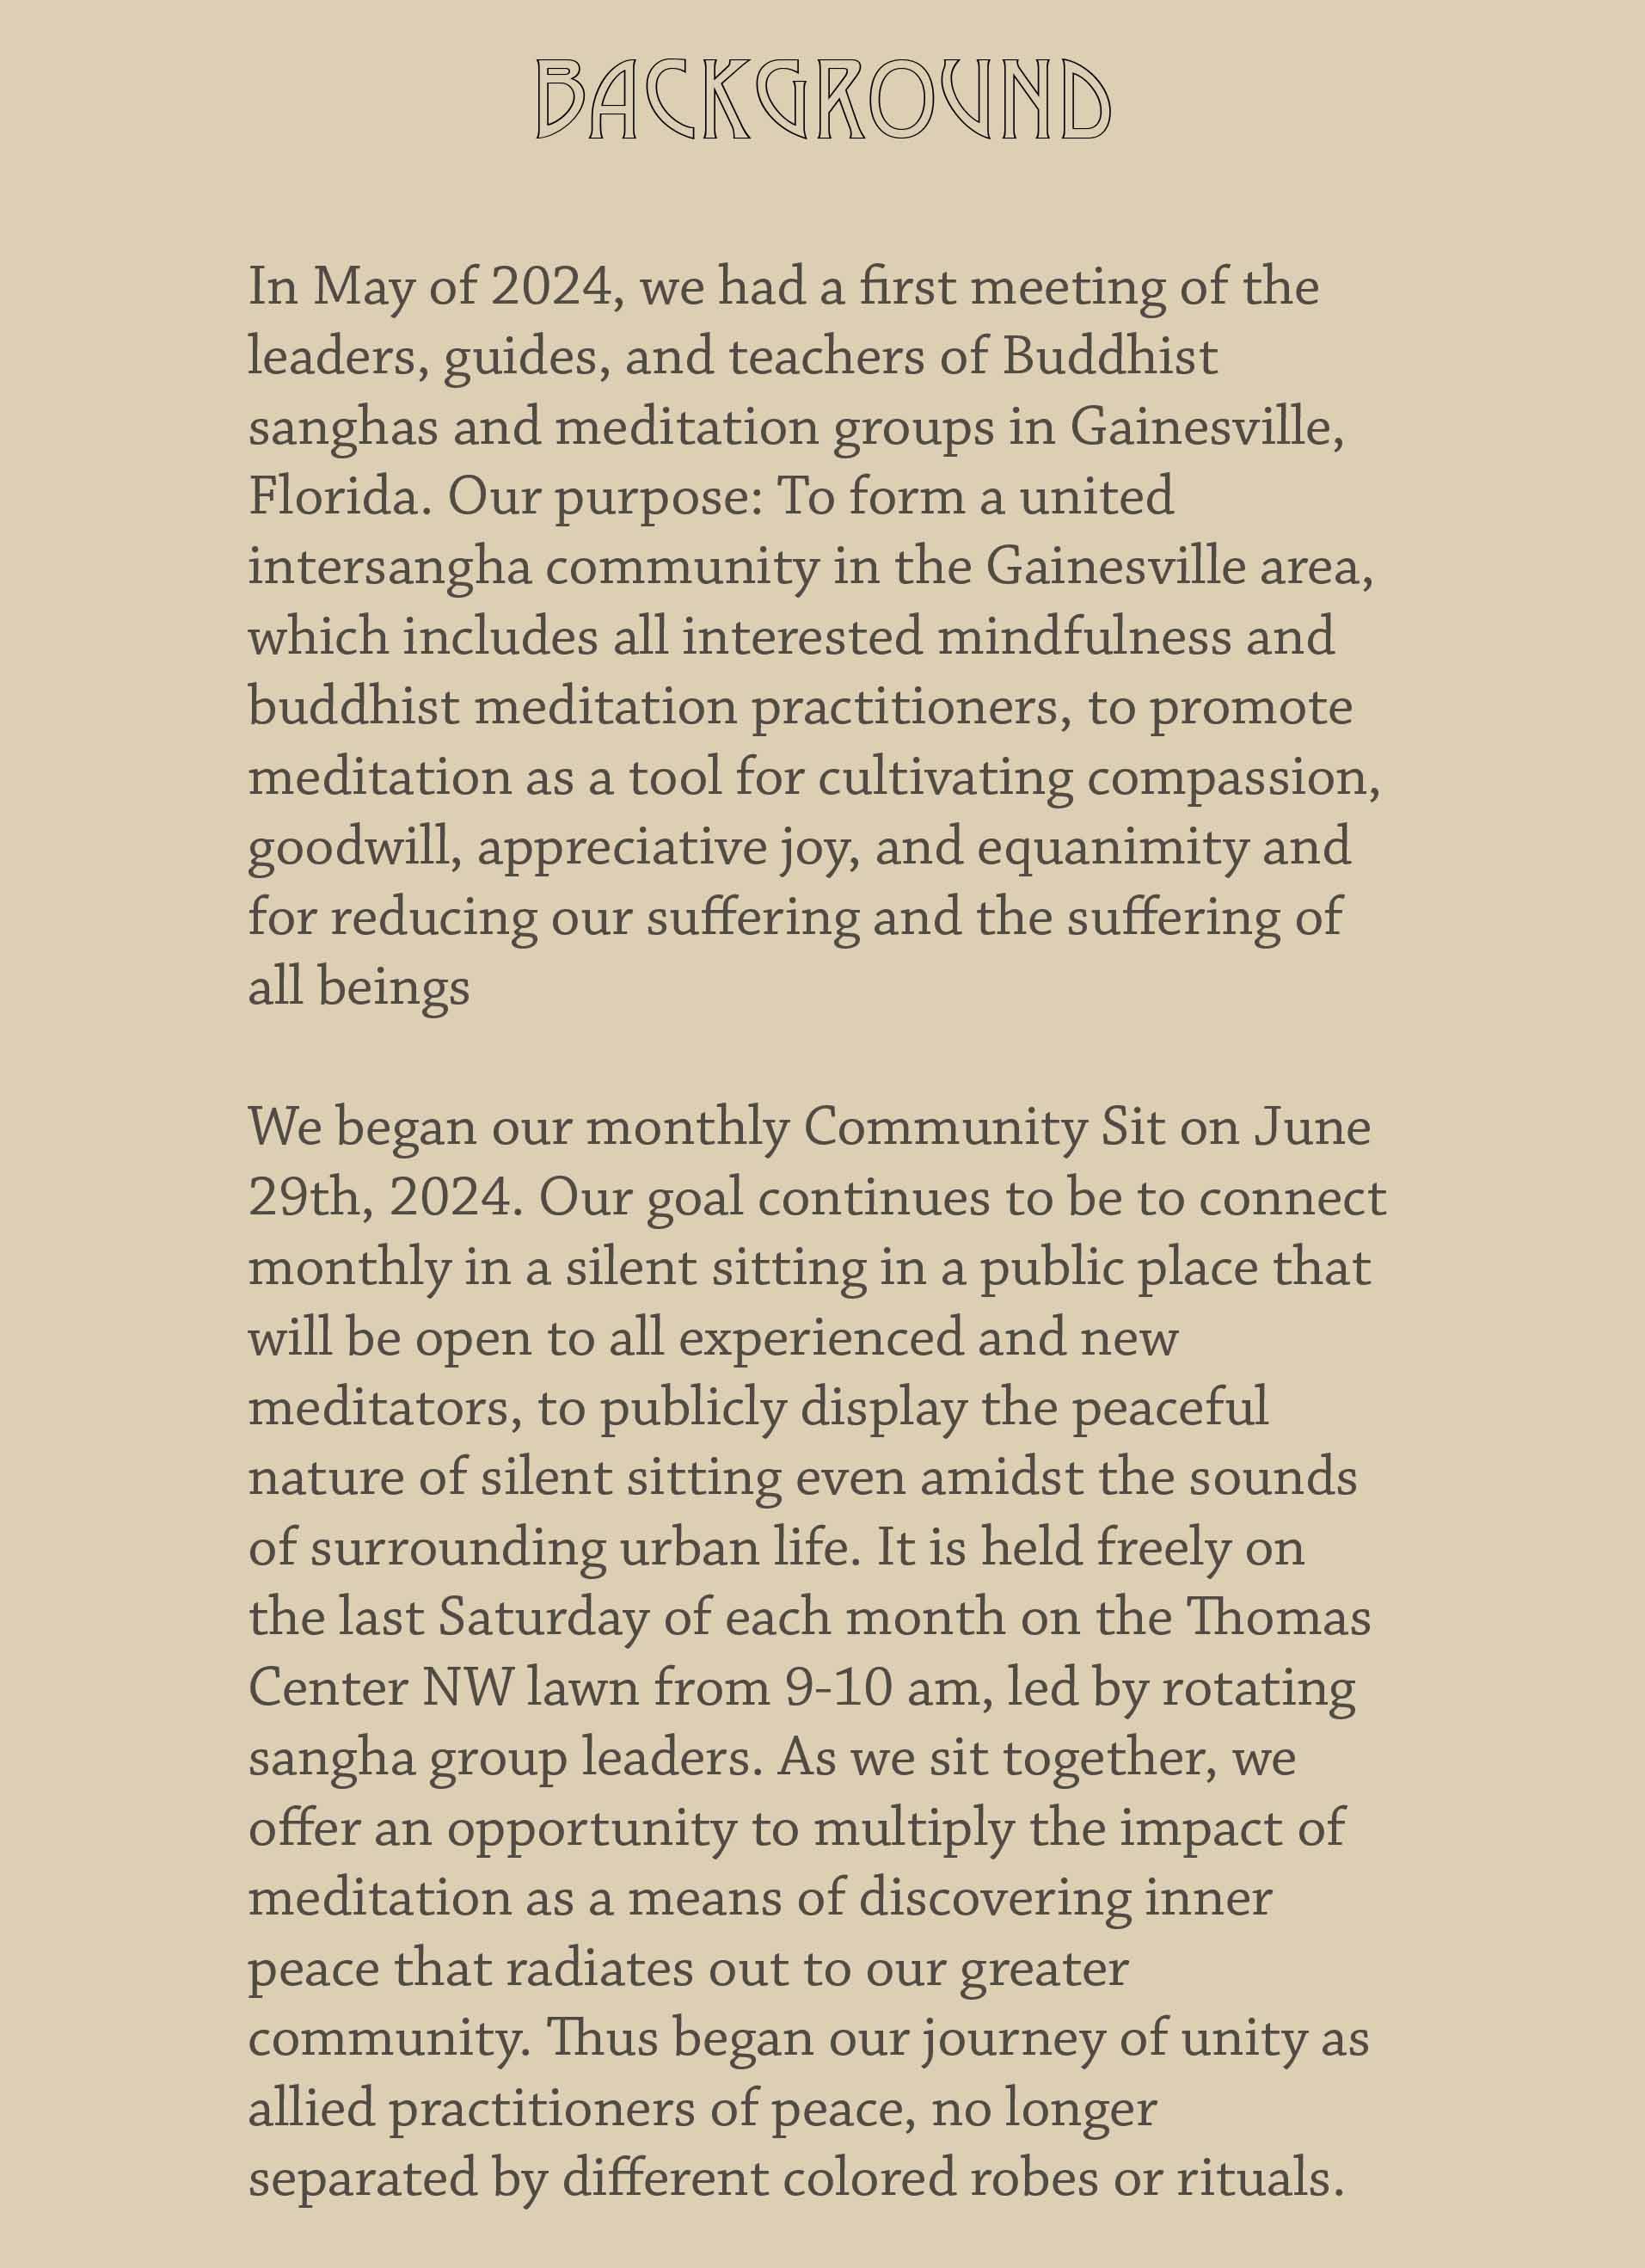 BACKGROUND
In May of 2024, we had a first meeting of the
leaders, guides, and teachers of Buddhist
sanghas and meditation groups in Gainesville,
Florida. Our purpose: To form a united
intersangha community in the Gainesville area,
which includes all interested mindfulness and
buddhist meditation practitioners, to promote
meditation as a tool for cultivating compassion,
goodwill, appreciative joy, and equanimity and
for reducing our suffering and the suffering of
all beings
We began our monthly Community Sit on June
29th, 2024. Our goal continues to be to connect
monthly in a silent sitting in a public place that
will be open to all experienced and new
meditators, to publicly display the peaceful
nature of silent sitting even amidst the sounds
of surrounding urban life. It is held freely on
the last Saturday of each month on the Thomas
Center NW lawn from 9-10 am, led by rotating
sangha group leaders. As we sit together, we
offer an opportunity to multiply the impact of
meditation as a means of discovering inner
peace that radiates out to our greater
community. Thus began our journey of unity as
allied practitioners of peace, no longer
separated by different colored robes or rituals.